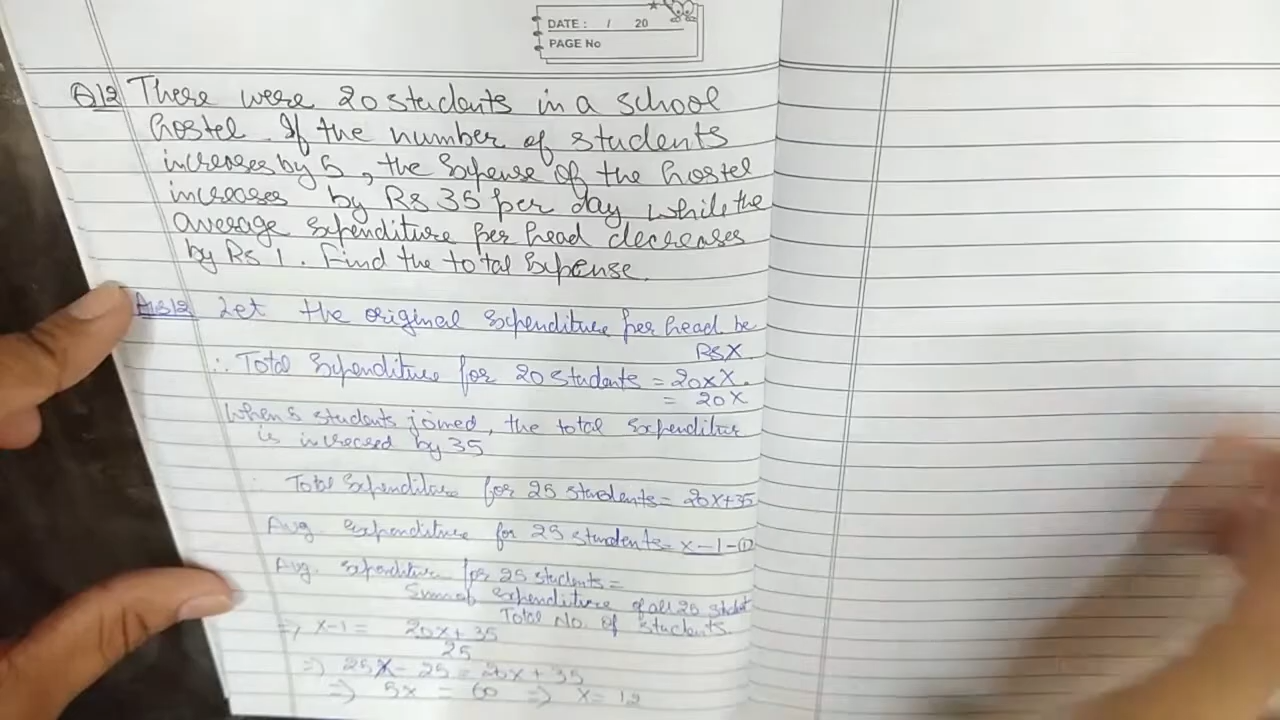 DATE : / 20
PAGE No
Q12 There were 20 students in a school
hostel. If the number of students
increases by 5, the Expense of the hostel
increases by Rs 35 per day while the
average Expenditure per head decreases
by Rs 1. Find the total Expense.
Ans12 Let the original Expenditure per head be
Rs X
∴ Total Expenditure for 20 students = 20xX.
= 20X
When 5 students joined, the total Expenditure
is increased by 35
Total Expenditure for 25 students = 20X+35
Avg. Expenditure for 25 students = X-1-①
Avg. Expenditure for 25 students =
Sum of Expenditure of all 25
Total No. of students
⇒ X-1 = 20X+35
25
⇒ 25X - 25 = 20X + 35
⇒ 5X = 60 ⇒ X = 12